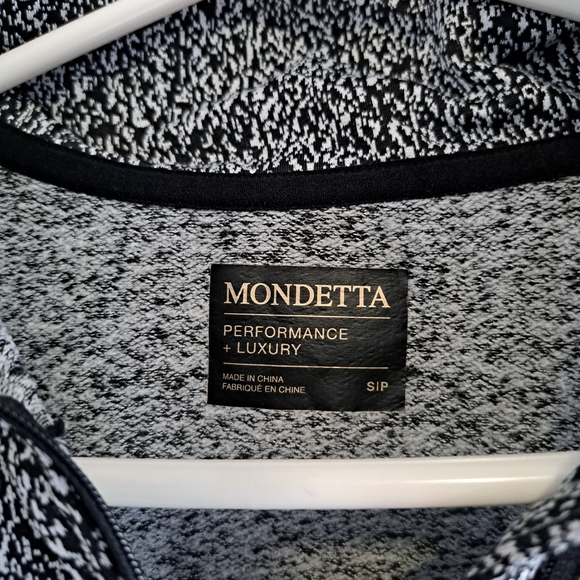 MONDETTA
PERFORMANCE
+ LUXURY
MADE IN CHINA
FABRIQUÉ EN CHINE
S|P